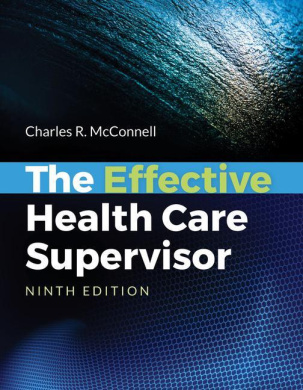 Charles R. McConnell
The Effective
Health Care
Supervisor
NINTH EDITION